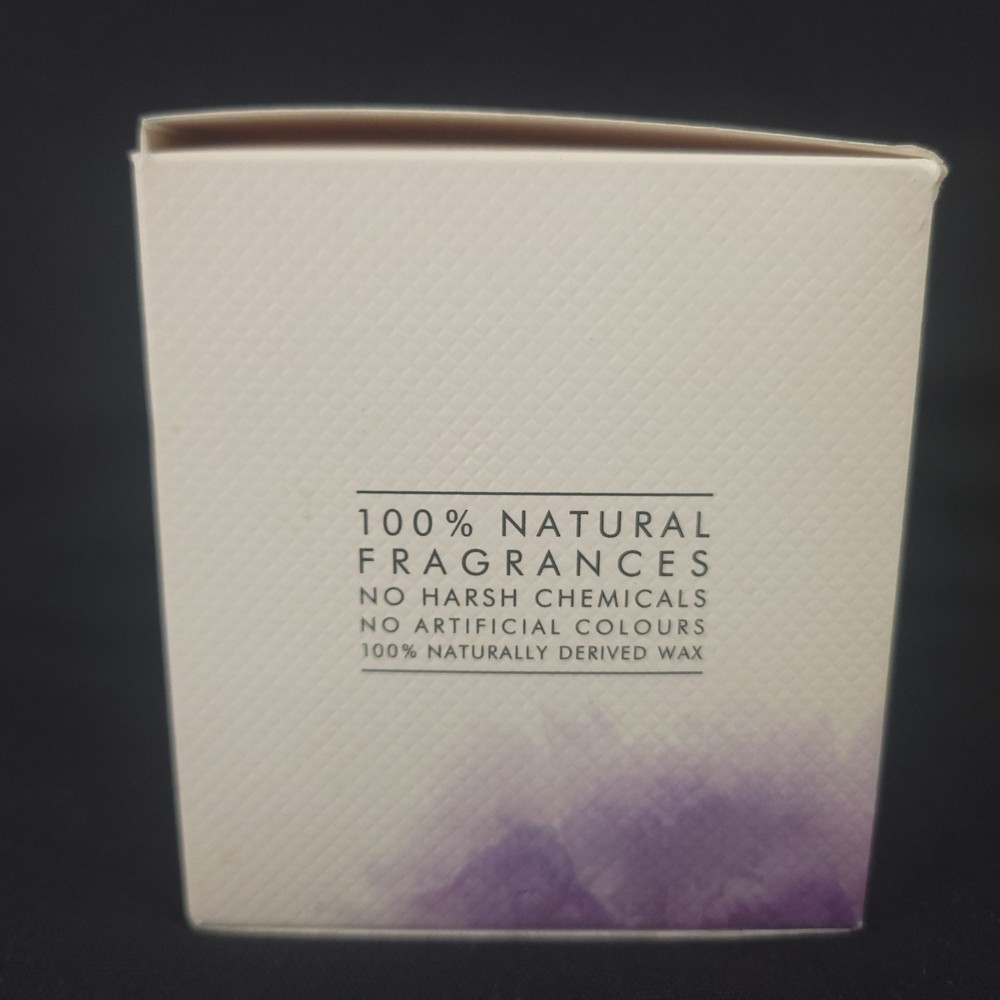 100% NATURAL
FRAGRANCES
NO HARSH CHEMICALS
NO ARTIFICIAL COLOURS
100% NATURALLY DERIVED WAX